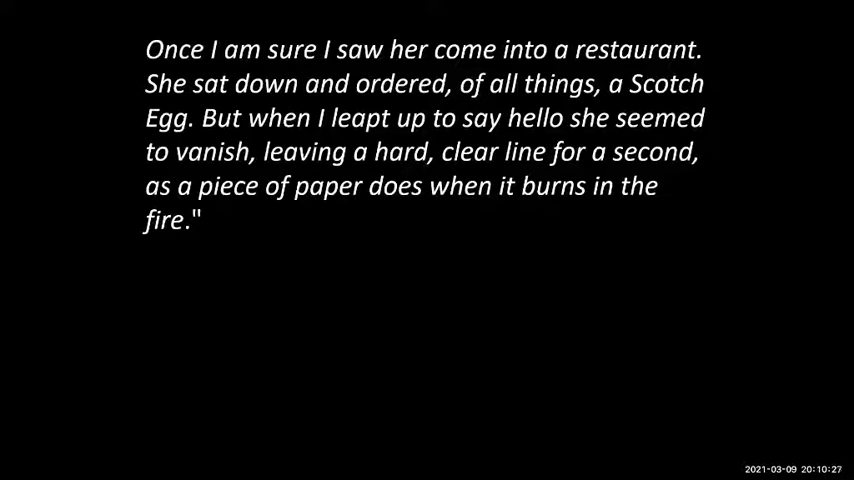 Once I am sure I saw her come into a restaurant.
She sat down and ordered, of all things, a Scotch
Egg. But when I leapt up to say hello she seemed
to vanish, leaving a hard, clear line for a second,
as a piece of paper does when it burns in the
fire."
2021-03-09 20:10:27